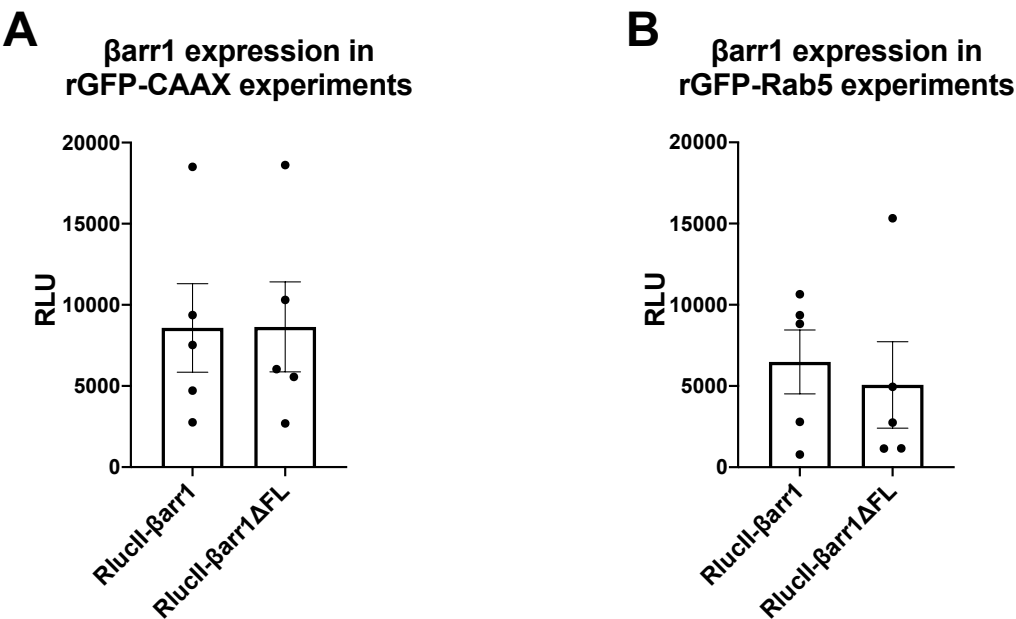 A
βarr1 expression in
rGFP-CAAX experiments
20000
15000
10000
5000
0
RLU
RlucII-βarr1
RlucII-βarr1ΔFL
B
βarr1 expression in
rGFP-Rab5 experiments
20000
15000
10000
5000
0
RLU
RlucII-βarr1
RlucII-βarr1ΔFL